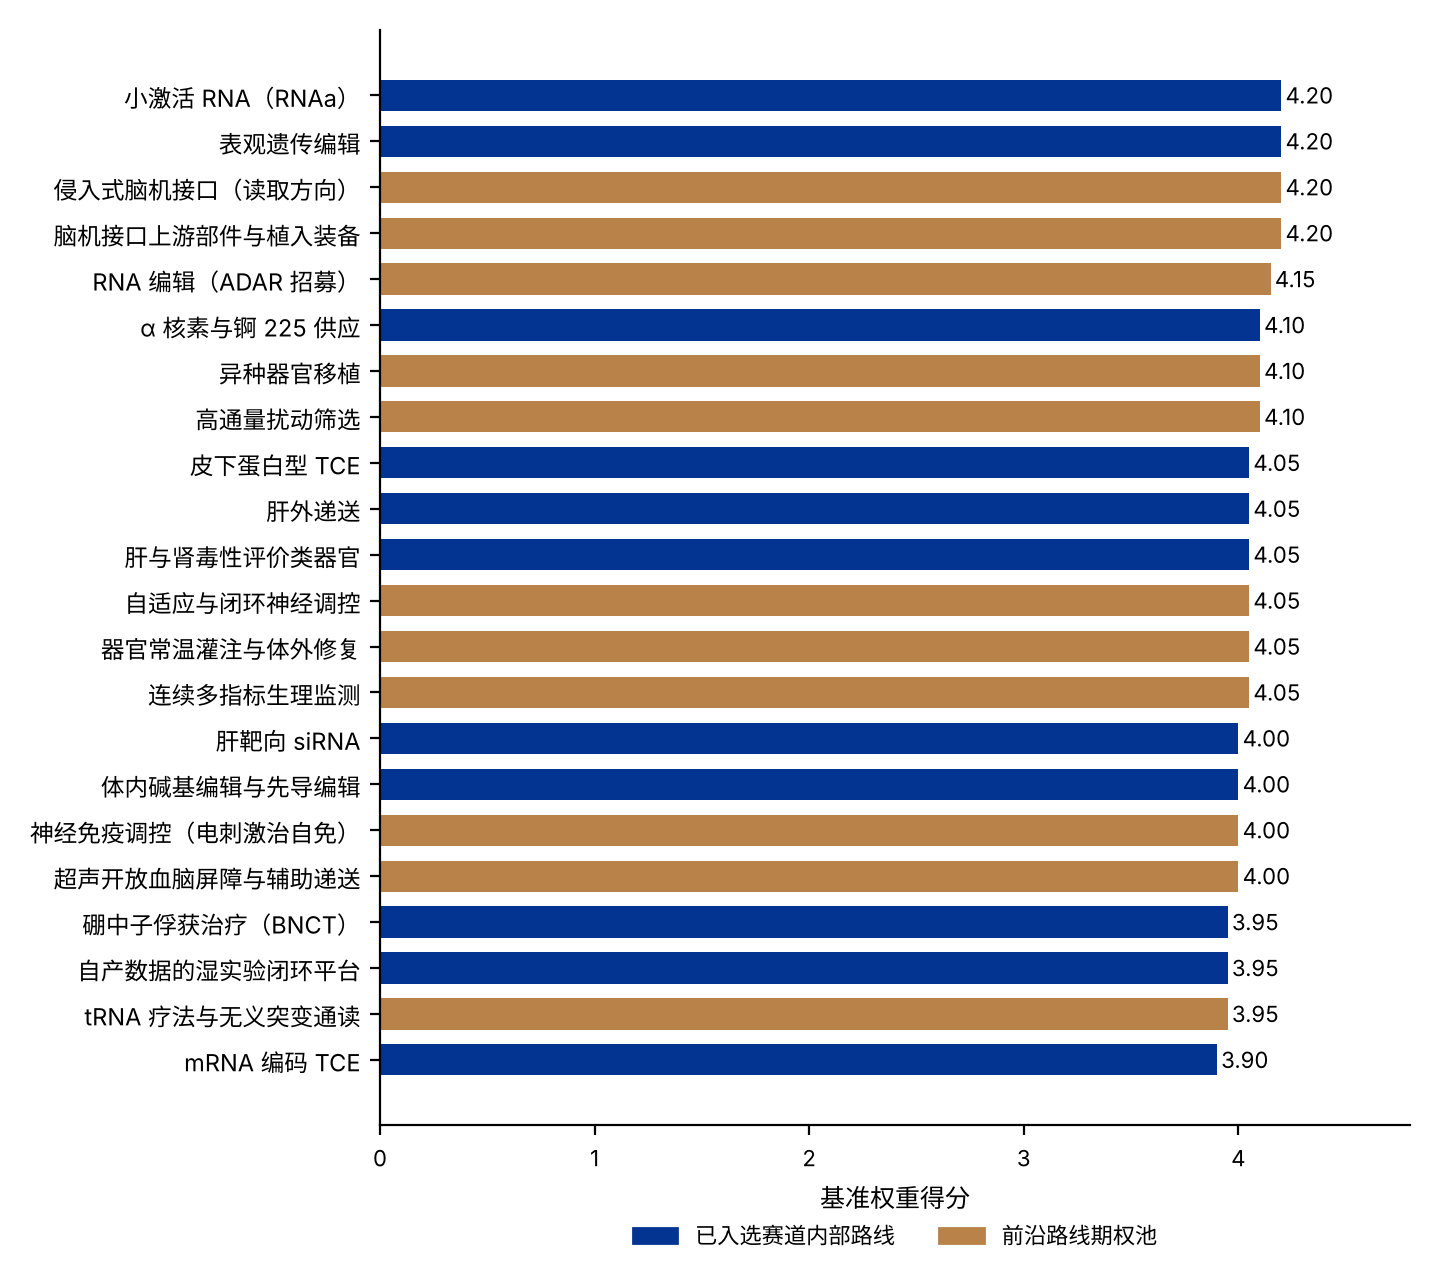 小激活 RNA（RNAa） 4.20
表观遗传编辑 4.20
侵入式脑机接口（读取方向） 4.20
脑机接口上游部件与植入装备 4.20
RNA 编辑（ADAR 招募） 4.15
α 核素与锕 225 供应 4.10
异种器官移植 4.10
高通量扰动筛选 4.10
皮下蛋白型 TCE 4.05
肝外递送 4.05
肝与肾毒性评价类器官 4.05
自适应与闭环神经调控 4.05
器官常温灌注与体外修复 4.05
连续多指标生理监测 4.05
肝靶向 siRNA 4.00
体内碱基编辑与先导编辑 4.00
神经免疫调控（电刺激治自免） 4.00
超声开放血脑屏障与辅助递送 4.00
硼中子俘获治疗（BNCT） 3.95
自产数据的湿实验闭环平台 3.95
tRNA 疗法与无义突变通读 3.95
mRNA 编码 TCE 3.90
0 1 2 3 4
基准权重得分
已入选赛道内部路线 前沿路线期权池